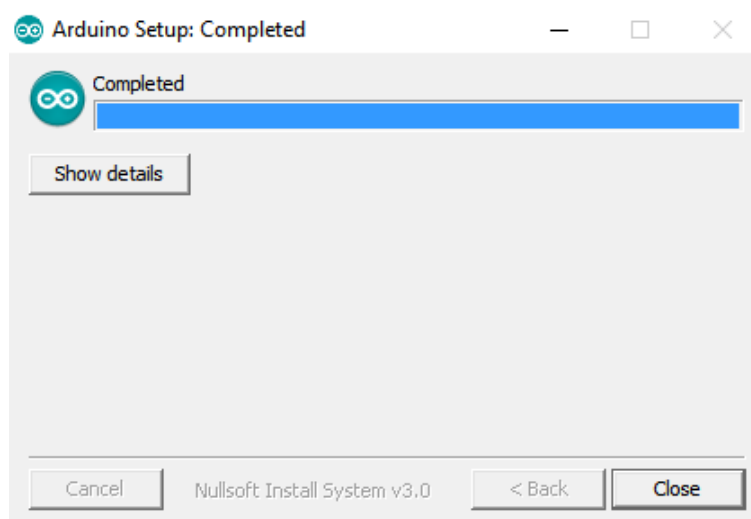 Arduino Setup: Completed
Completed
Show details
Cancel
Nullsoft Install System v3.0
< Back
Close